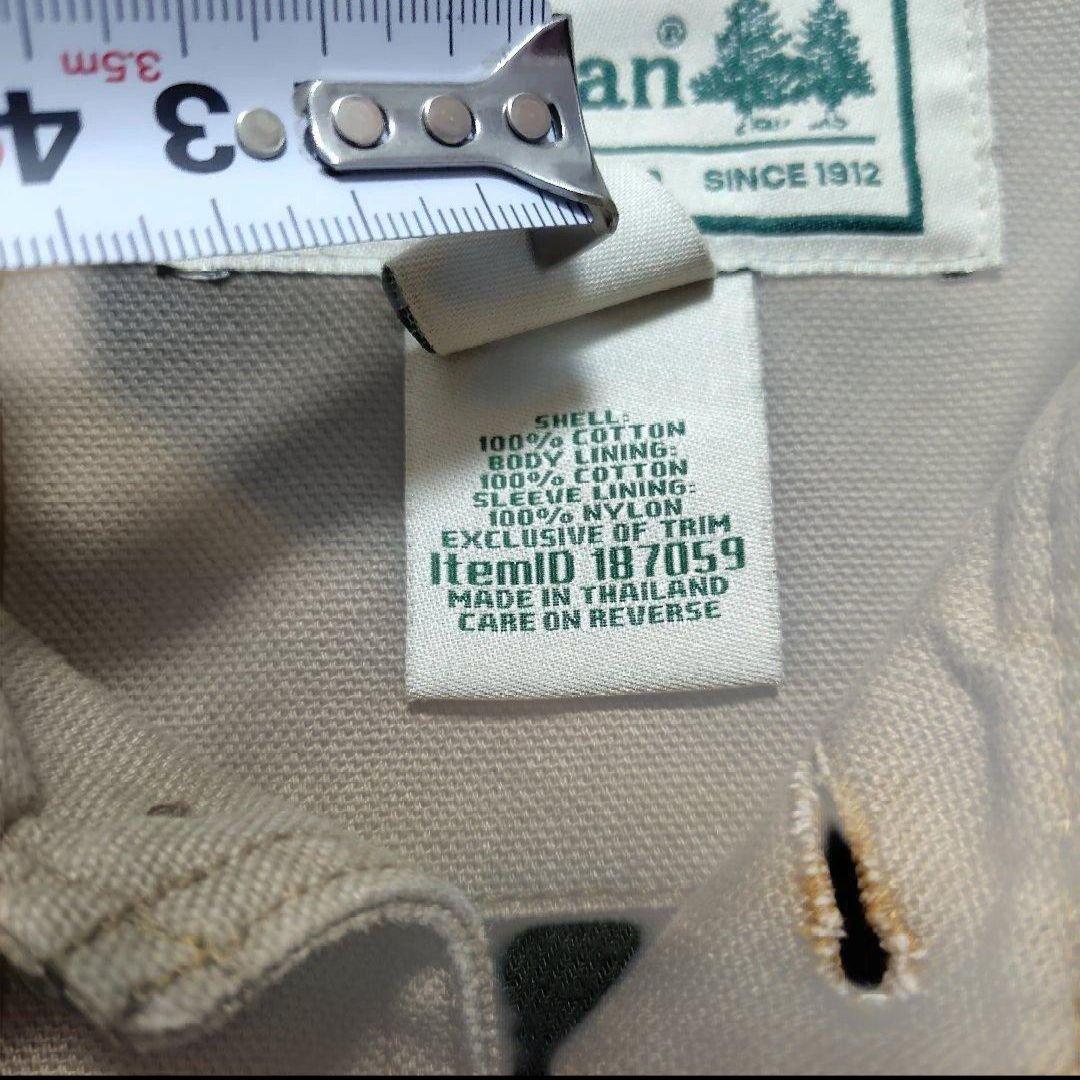 3.5m
4 3
an®
SINCE 1912
SHELL:
100% COTTON
BODY LINING:
100% COTTON
SLEEVE LINING:
100% NYLON
EXCLUSIVE OF TRIM
ItemID 187059
MADE IN THAILAND
CARE ON REVERSE